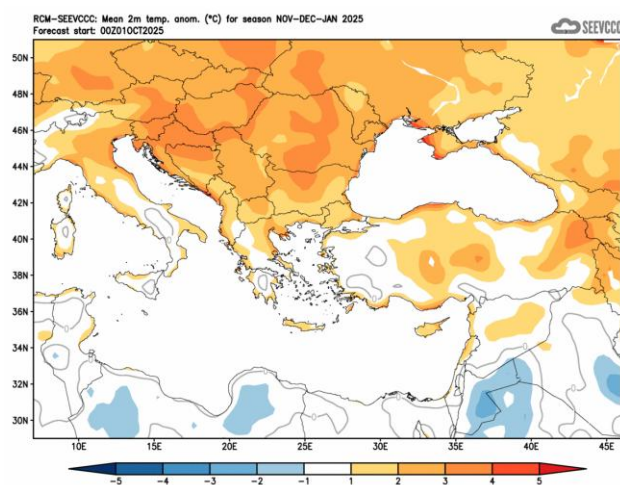 RCM-SEEVCCC: Mean 2m temp. anom. (°C) for season NOV-DEC-JAN 2025
Forecast start: 00Z01OCT2025
SEEVCCC
50N
48N
46N
44N
42N
40N
38N
36N
34N
32N
30N
10E 15E 20E 25E 30E 35E 40E 45E
-5 -4 -3 -2 -1 1 2 3 4 5